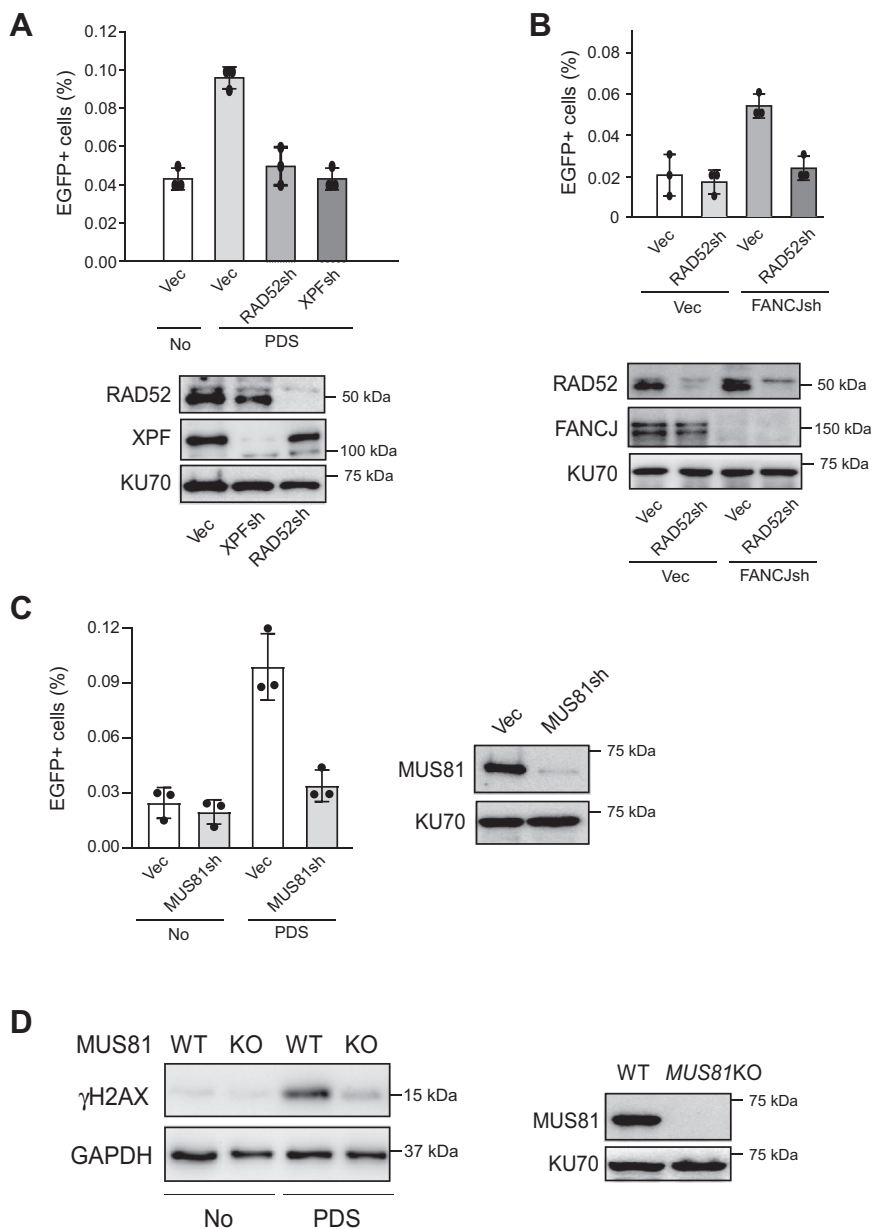 A
EGFP+ cells (%)
0.12
0.10
0.08
0.06
0.04
0.02
0.00
Vec
Vec
RAD52sh
XPFsh
No
PDS
RAD52
50 kDa
XPF
100 kDa
KU70
75 kDa
Vec
XPFsh
RAD52sh
B
EGFP+ cells (%)
0.08
0.06
0.04
0.02
0
Vec
RAD52sh
Vec
RAD52sh
Vec
FANCJsh
RAD52
50 kDa
FANCJ
150 kDa
KU70
75 kDa
Vec
RAD52sh
Vec
RAD52sh
Vec
FANCJsh
C
EGFP+ cells (%)
0.12
0.09
0.06
0.03
0.00
Vec
MUS81sh
Vec
MUS81sh
No
PDS
Vec
MUS81sh
75 kDa
MUS81
75 kDa
KU70
D
MUS81 WT KO WT KO
γH2AX
15 kDa
GAPDH
37 kDa
No
PDS
WT MUS81KO
75 kDa
MUS81
75 kDa
KU70